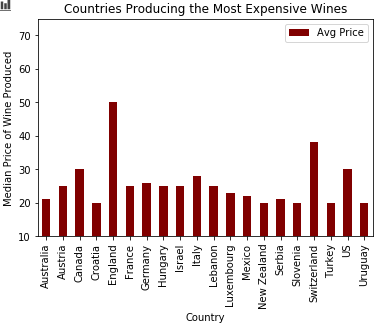 Countries Producing the Most Expensive Wines
Avg Price
Median Price of Wine Produced
70
60
50
40
30
20
10
Australia
Austria
Canada
Croatia
England
France
Germany
Hungary
Israel
Italy
Lebanon
Luxembourg
Mexico
New Zealand
Serbia
Slovenia
Switzerland
Turkey
US
Uruguay
Country